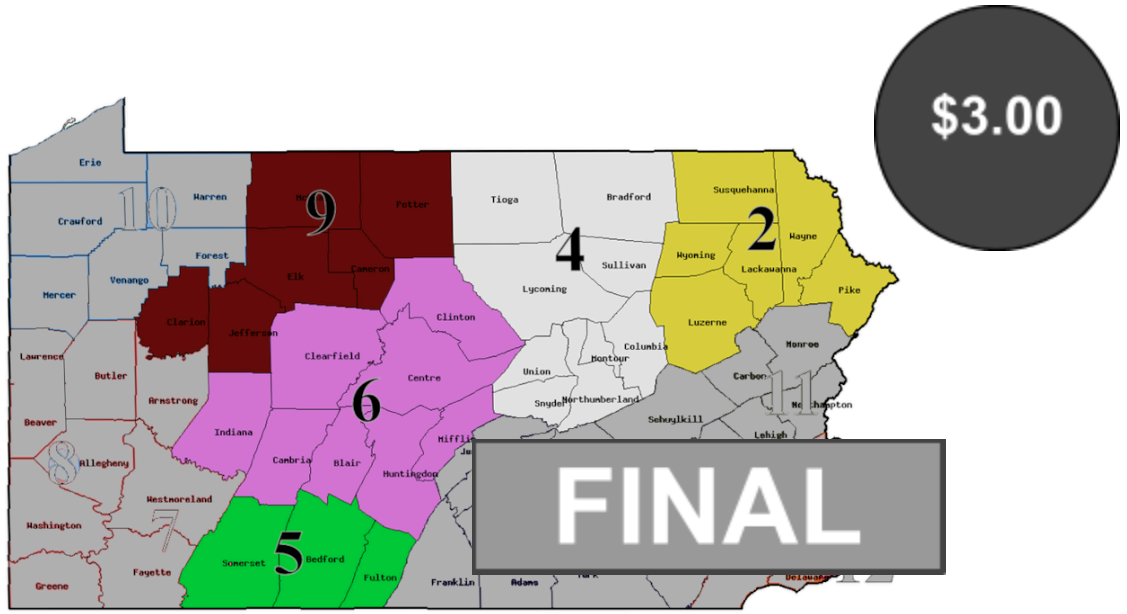 $3.00
Erie
Warren
Potter
Tioga
Bradford
Susquehanna
10
9
4
2
Crawford
Wayne
Forest
Wyoming
Sullivan
Lackawanna
Elk
Cameron
Venango
Mercer
Lycoming
Pike
Clarion
Jefferson
Clinton
Luzerne
Lawrence
Clearfield
Columbia
Monroe
Montour
Butler
Centre
Union
Carbon
Armstrong
6
11
Snyder
Northumberland
Northampton
Beaver
Schuylkill
Indiana
Mifflin
Lehigh
8
Allegheny
Cambria
Blair
Huntingdon
Westmoreland
FINAL
Washington
7
5
Somerset
Bedford
Fayette
Fulton
Greene
Franklin
Adams
York
Delaware
12